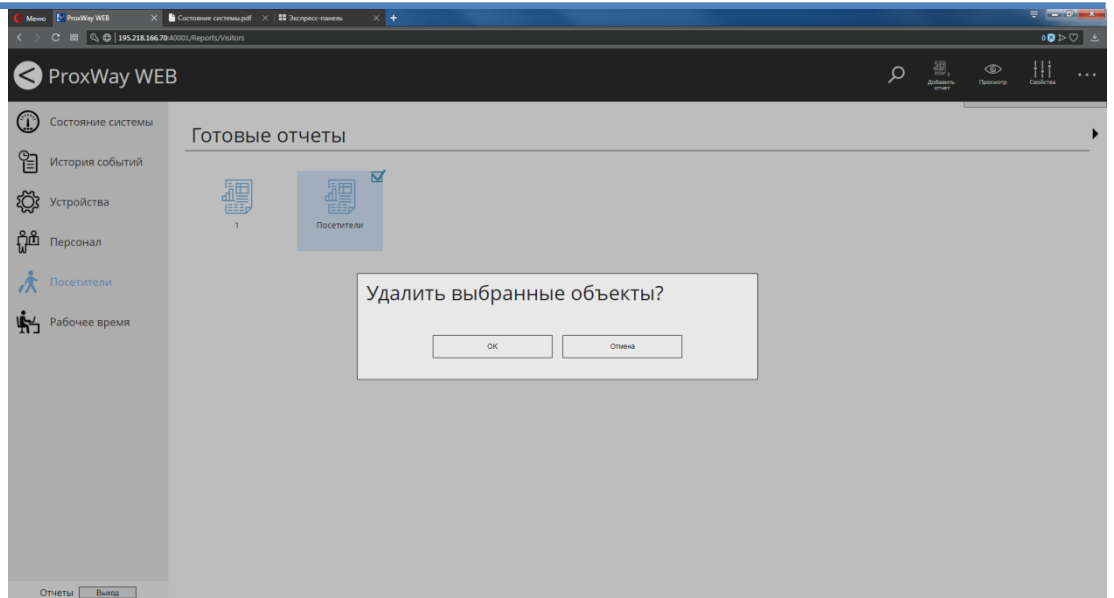 Меню
ProxWay WEB
Состояние системы.pdf
Экспресс-панель
195.218.166.70:40001/Reports/Visitors
0
ProxWay WEB
Добавить отчет
Просмотр
Свойства
Состояние системы
История событий
Устройства
Персонал
Посетители
Рабочее время
Готовые отчеты
1
Посетители
Удалить выбранные объекты?
ОК
Отмена
Отчеты
Выход